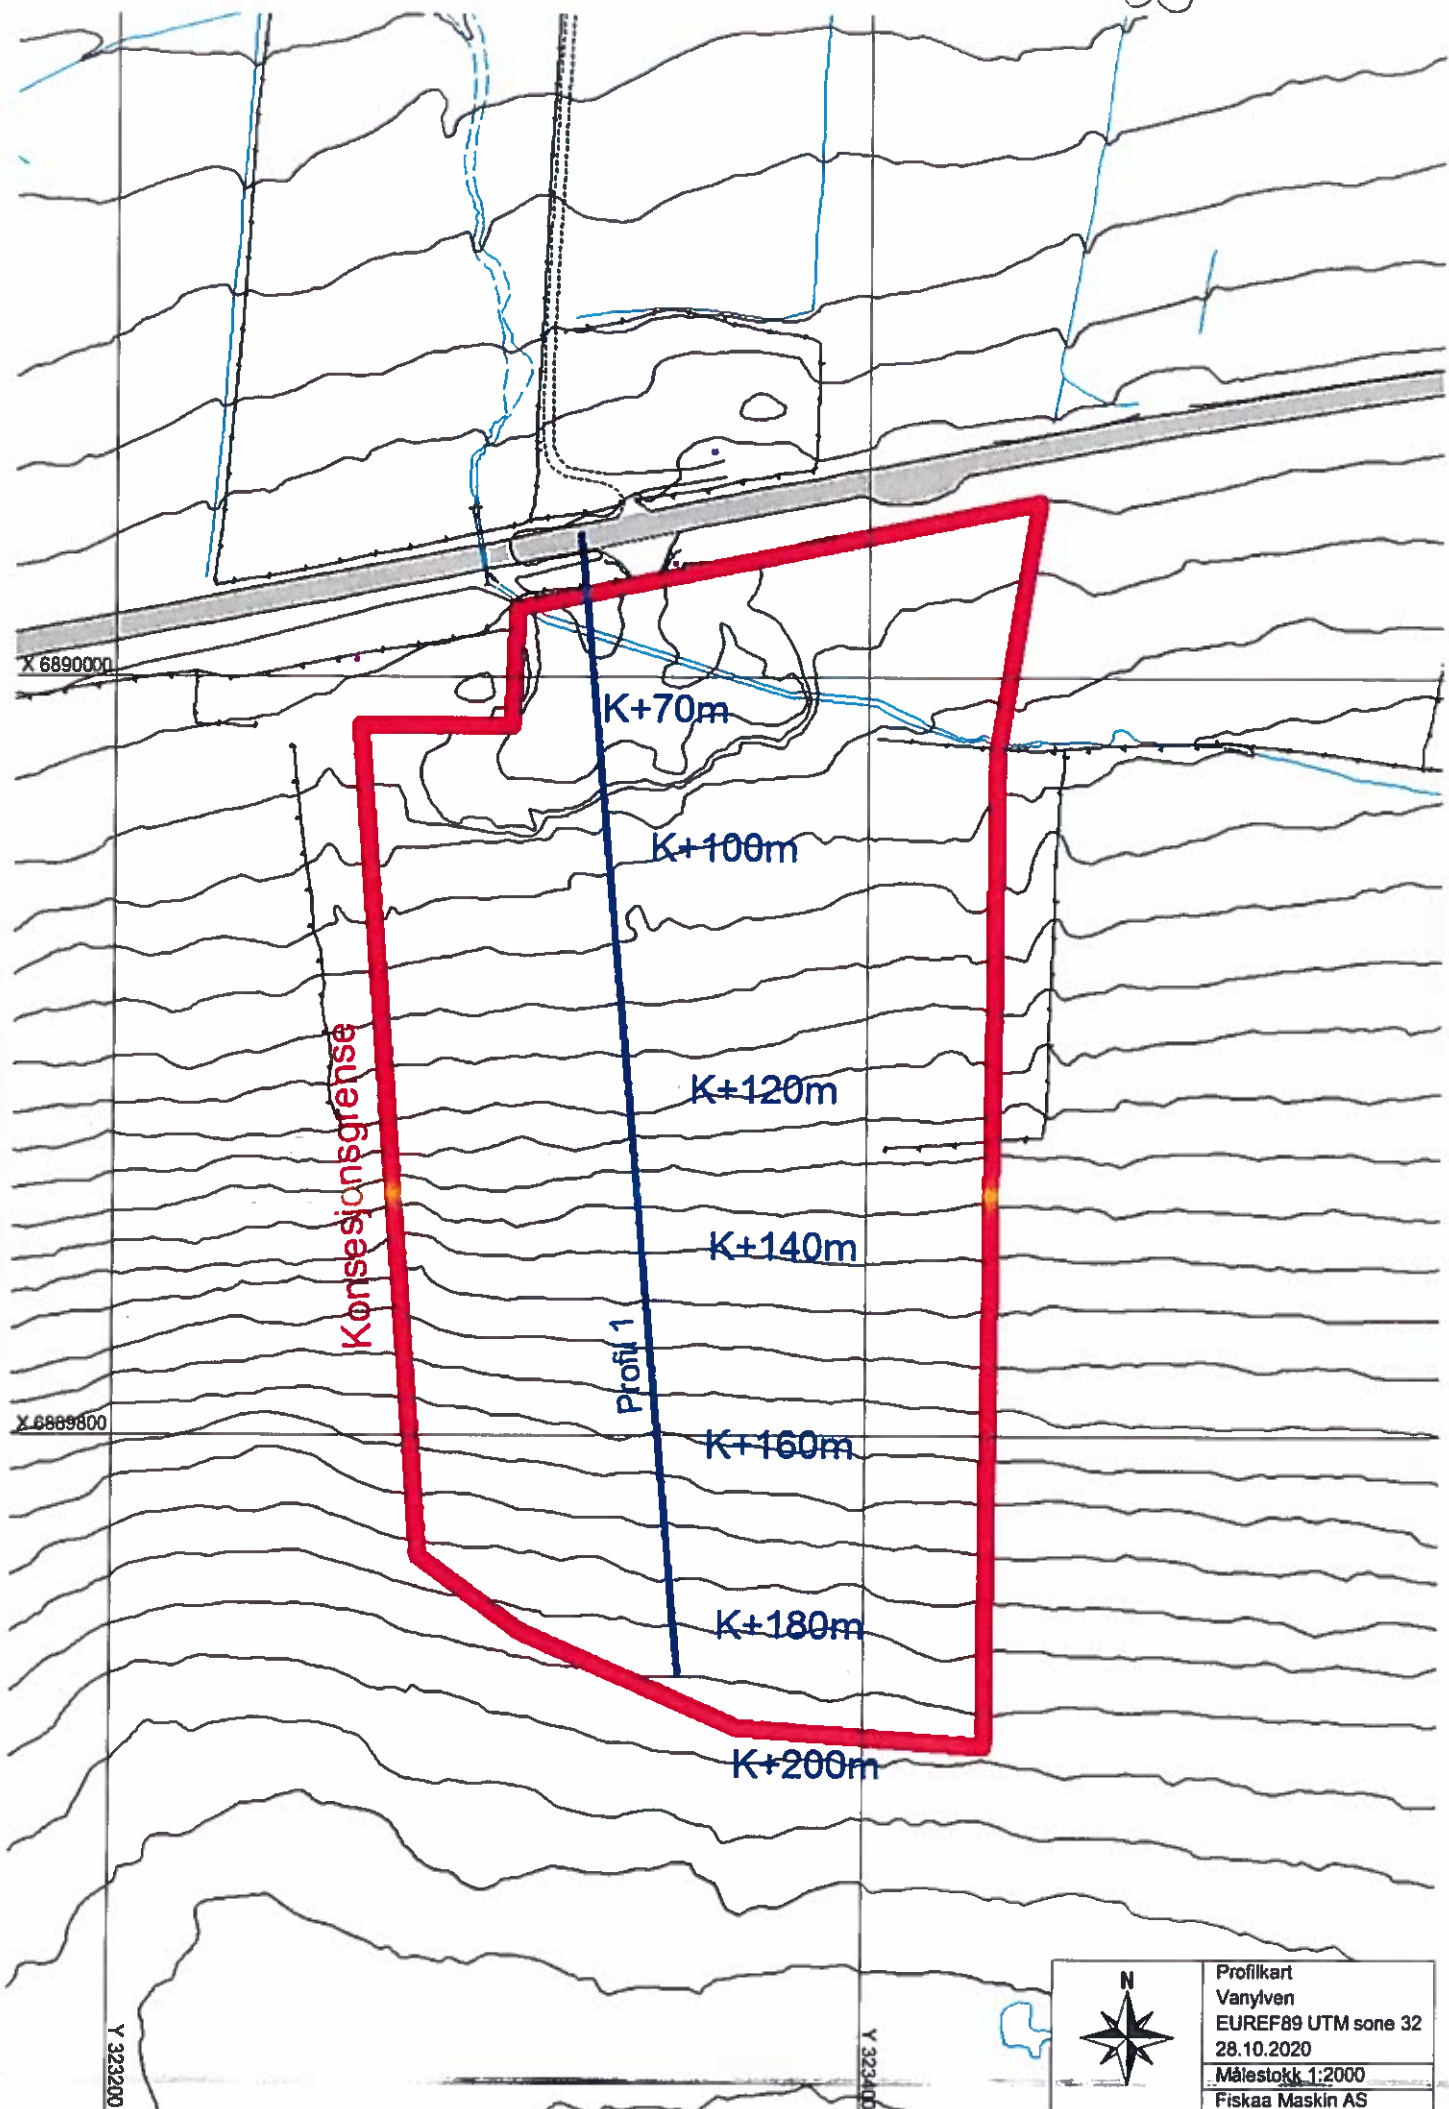 X 6890000
K+70m
K+100m
Konsesjonsgrense
K+120m
K+140m
Profil 1
X 6889800
K+160m
K+180m
K+200m
Y 323200
Y 323400
N
Profilkart
Vanylven
EUREF89 UTM sone 32
28.10.2020
Målestokk 1:2000
Fiskaa Maskin AS